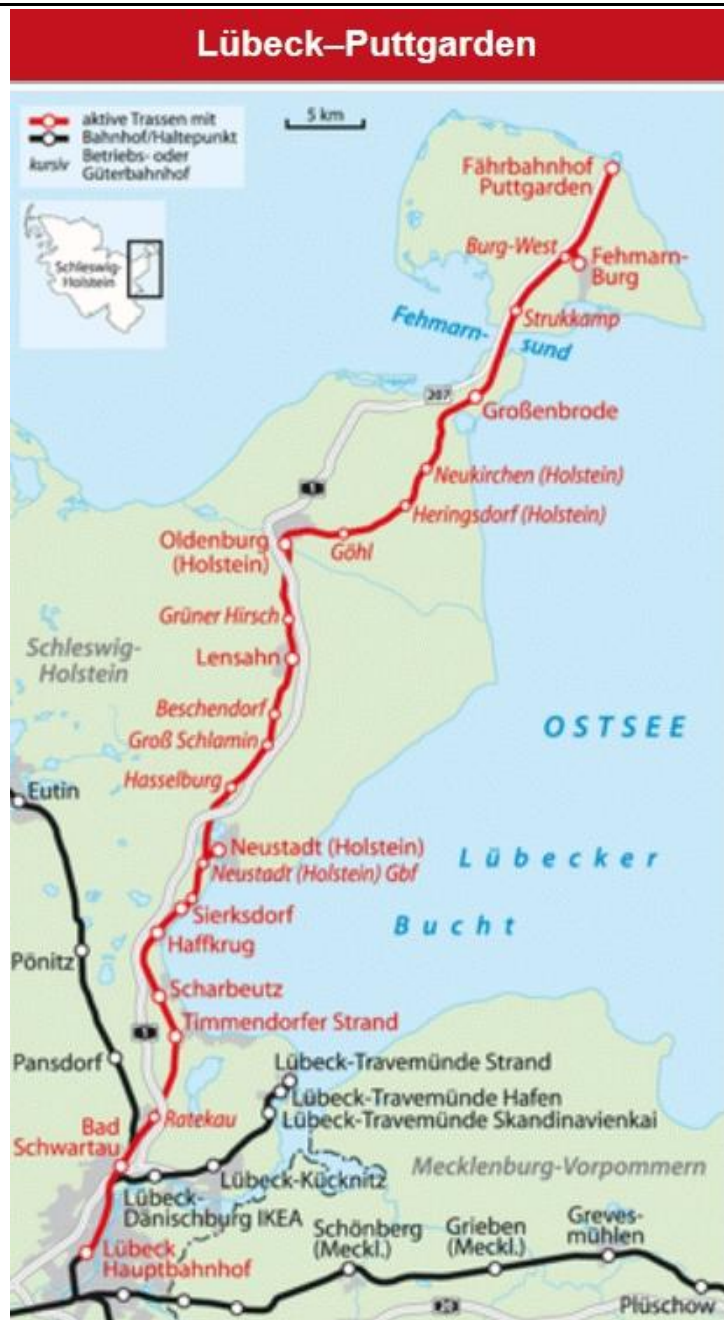 Lübeck–Puttgarden
aktive Trassen mit
Bahnhof/Haltepunkt
kursiv
Betriebs- oder
Güterbahnhof
5 km
Schleswig-
Holstein
Fährbahnhof
Puttgarden
Burg-West
Fehmarn-
Burg
Strukkamp
Fehmarn-
sund
207
Großenbrode
Neukirchen (Holstein)
Heringsdorf (Holstein)
1
Oldenburg
(Holstein)
Göhl
Grüner Hirsch
Schleswig-
Holstein
Lensahn
Beschendorf
Groß Schlamin
OSTSEE
Hasselburg
Eutin
Neustadt (Holstein)
Neustadt (Holstein) Gbf
Lübecker
Bucht
Sierksdorf
Haffkrug
Pönitz
Scharbeutz
Timmendorfer Strand
1
Pansdorf
Lübeck-Travemünde Strand
Lübeck-Travemünde Hafen
Lübeck-Travemünde Skandinavienkai
Ratekau
Bad
Schwartau
Mecklenburg-Vorpommern
Lübeck-Kücknitz
Lübeck-
Dänischburg IKEA
Schönberg
(Meckl.)
Grieben
(Meckl.)
Greves-
mühlen
Lübeck
Hauptbahnhof
Plüschow